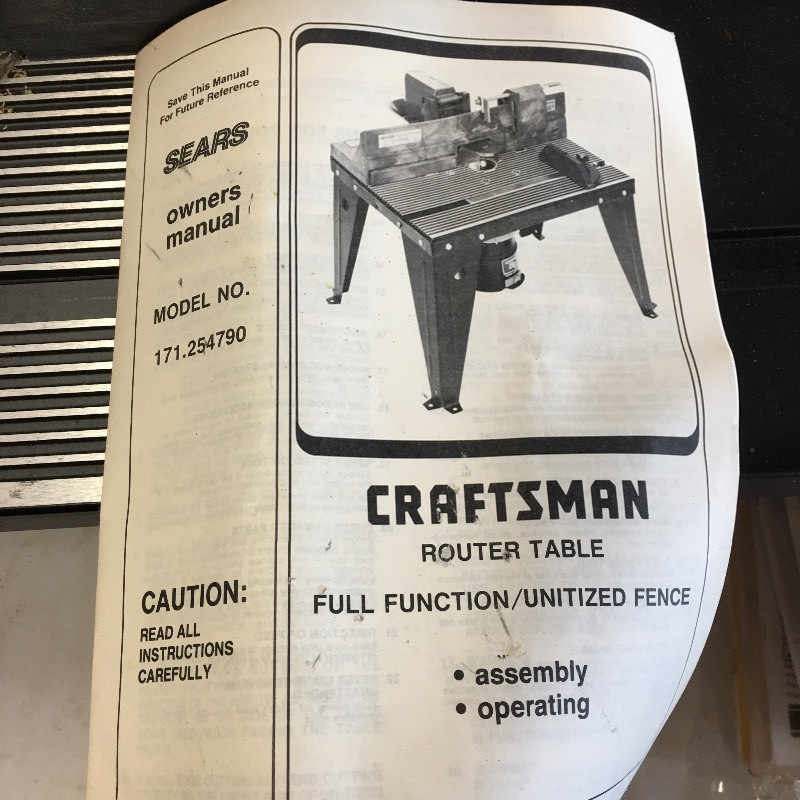 Save This Manual
For Future Reference
SEARS
owners
manual
MODEL NO.
171.254790
CAUTION:
READ ALL
INSTRUCTIONS
CAREFULLY
CRAFTSMAN
ROUTER TABLE
FULL FUNCTION/UNITIZED FENCE
• assembly
• operating